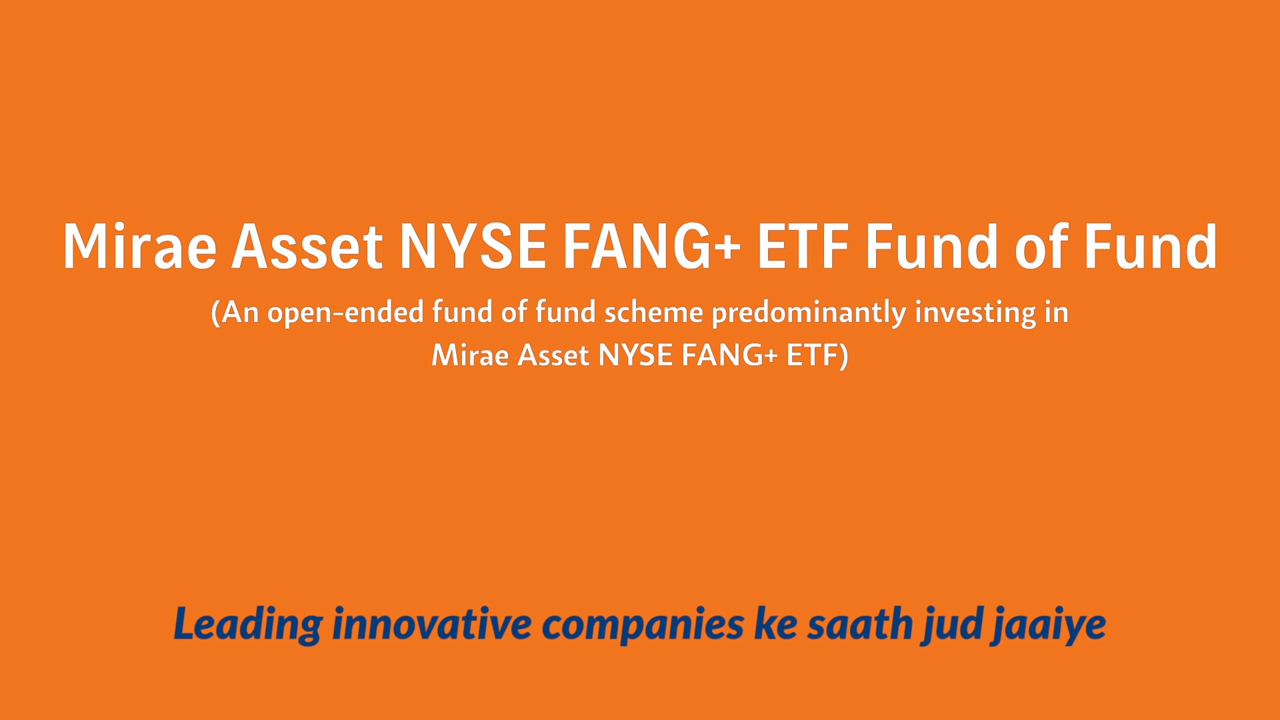 Mirae Asset NYSE FANG+ ETF Fund of Fund
(An open-ended fund of fund scheme predominantly investing in
Mirae Asset NYSE FANG+ ETF)
Leading innovative companies ke saath jud jaaiye